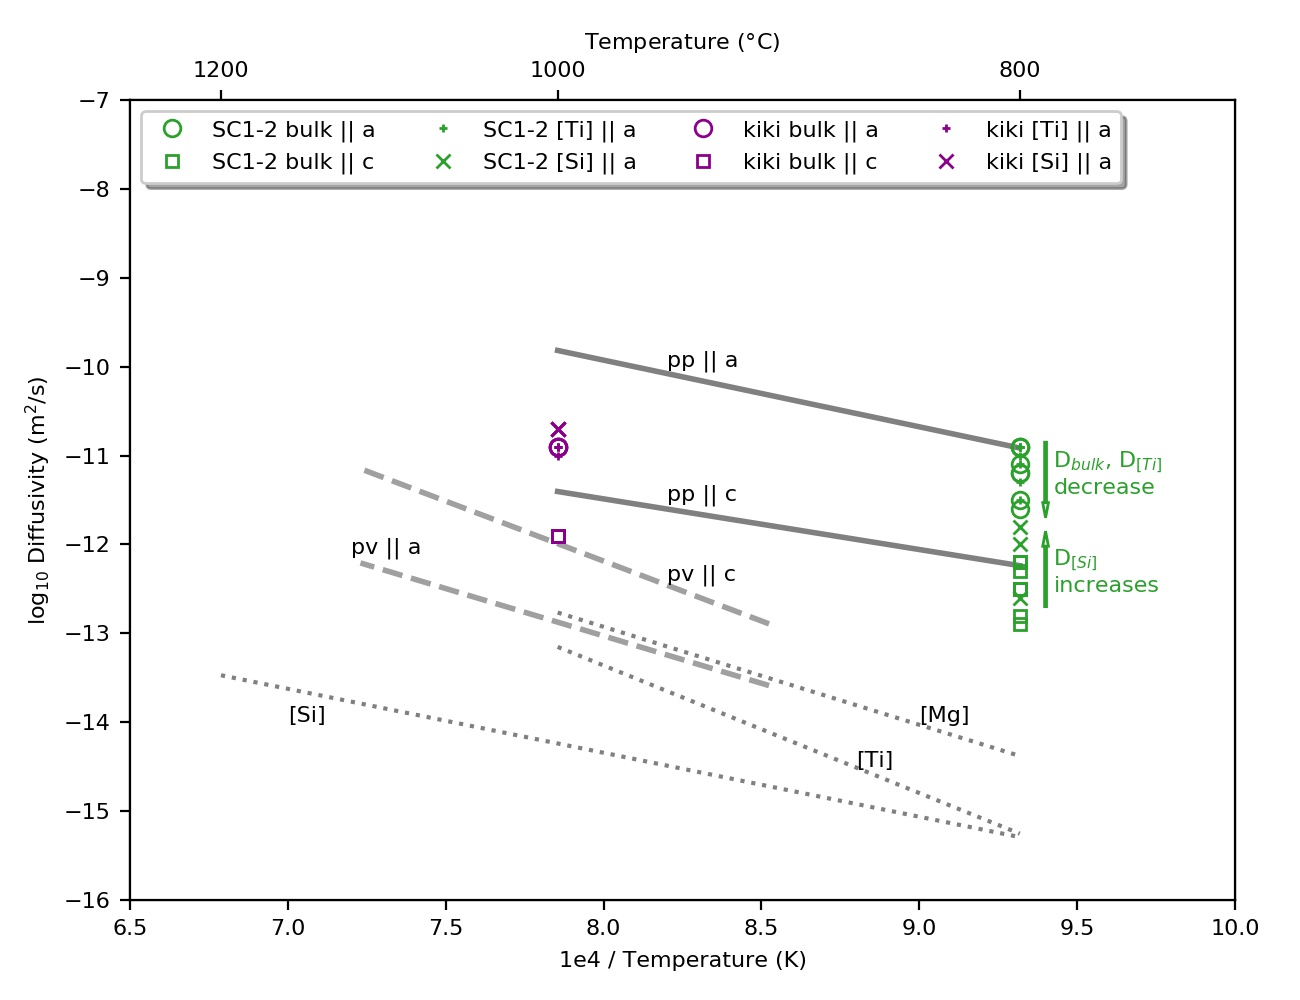 Temperature (°C)
1200 1000 800
SC1-2 bulk || a SC1-2 [Ti] || a kiki bulk || a kiki [Ti] || a
SC1-2 bulk || c SC1-2 [Si] || a kiki bulk || c kiki [Si] || a
−7
−8
−9
−10
−11
−12
−13
−14
−15
−16
log₁₀ Diffusivity (m²/s)
pp || a
pp || c
pv || a
pv || c
D_bulk, D_[Ti]
decrease
D_[Si]
increases
[Mg]
[Si]
[Ti]
6.5 7.0 7.5 8.0 8.5 9.0 9.5 10.0
1e4 / Temperature (K)